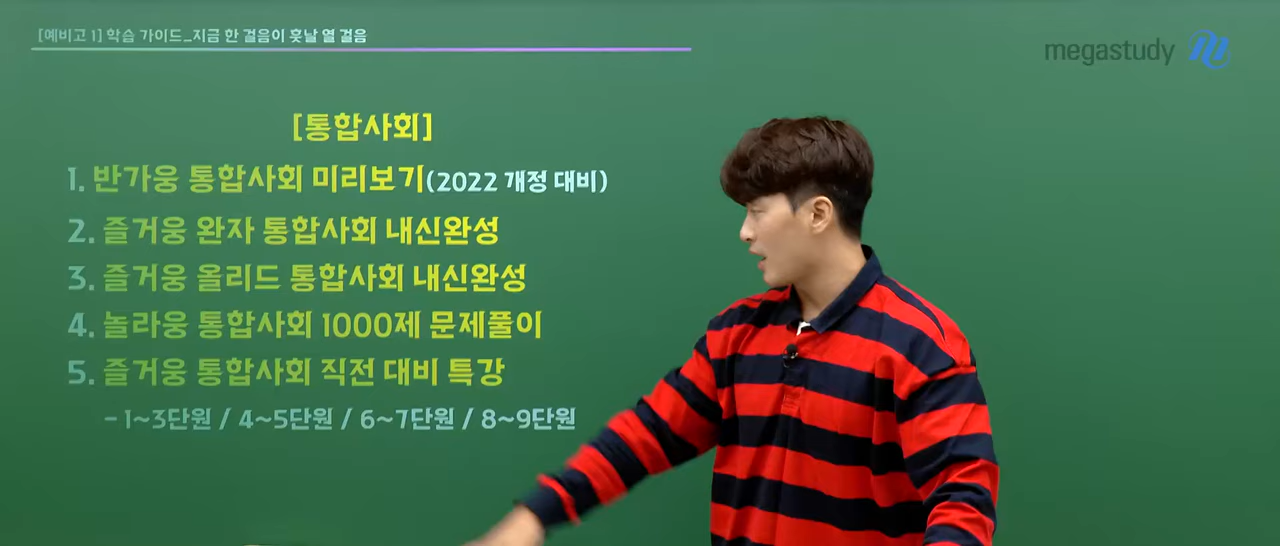 [예비고 1] 학습 가이드_지금 한 걸음이 훗날 열 걸음
megastudy
[통합사회]
1. 반가웅 통합사회 미리보기(2022 개정 대비)
2. 즐거웅 완자 통합사회 내신완성
3. 즐거웅 올리드 통합사회 내신완성
4. 놀라웅 통합사회 1000제 문제풀이
5. 즐거웅 통합사회 직전 대비 특강
- 1~3단원 / 4~5단원 / 6~7단원 / 8~9단원